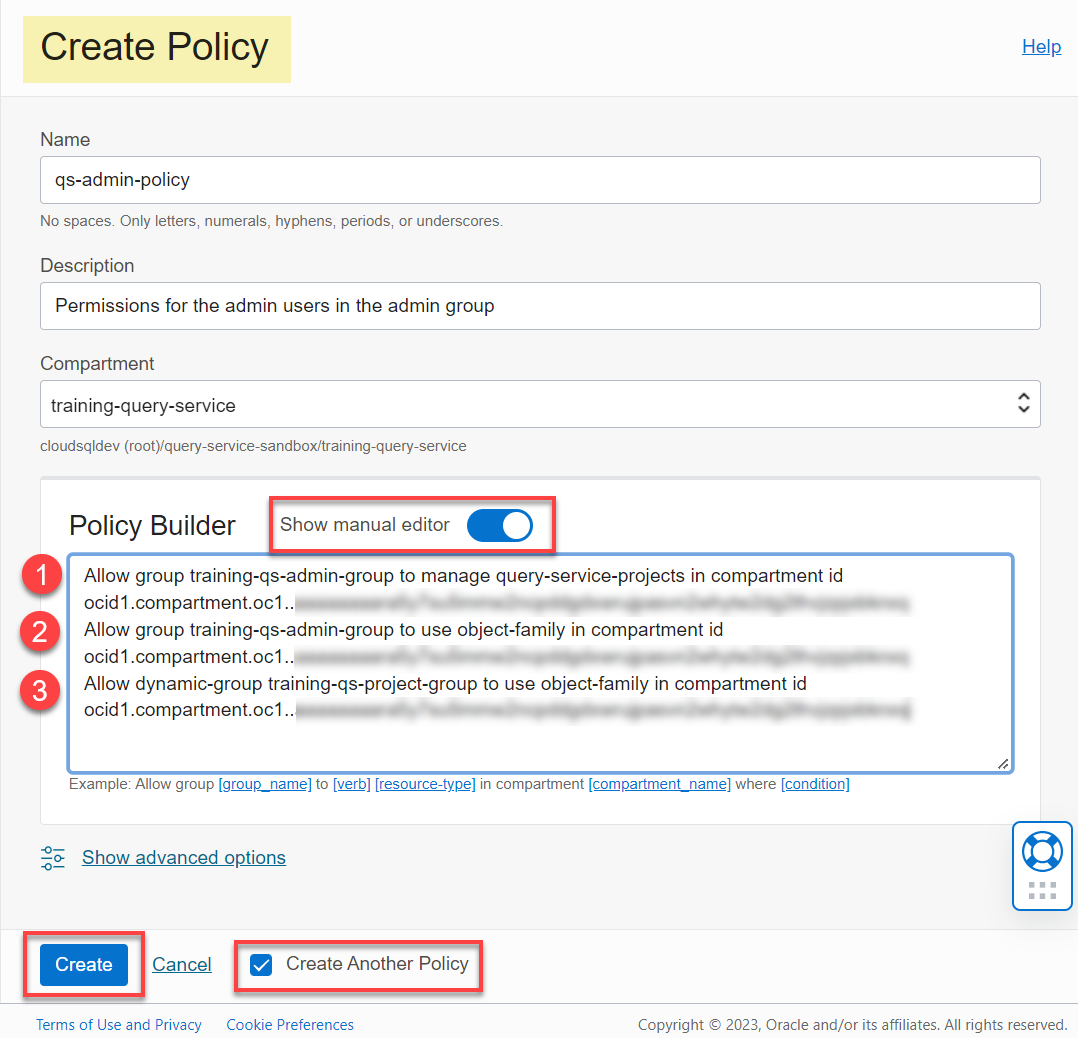 Create Policy
Help
Name
qs-admin-policy
No spaces. Only letters, numerals, hyphens, periods, or underscores.
Description
Permissions for the admin users in the admin group
Compartment
training-query-service
cloudsqldev (root)/query-service-sandbox/training-query-service
Policy Builder
Show manual editor
1
Allow group training-qs-admin-group to manage query-service-projects in compartment id
ocid1.compartment.oc1..
2
Allow group training-qs-admin-group to use object-family in compartment id
ocid1.compartment.oc1..
3
Allow dynamic-group training-qs-project-group to use object-family in compartment id
ocid1.compartment.oc1..
Example: Allow group [group_name] to [verb] [resource-type] in compartment [compartment_name] where [condition]
Show advanced options
Create
Cancel
Create Another Policy
Terms of Use and Privacy
Cookie Preferences
Copyright © 2023, Oracle and/or its affiliates. All rights reserved.